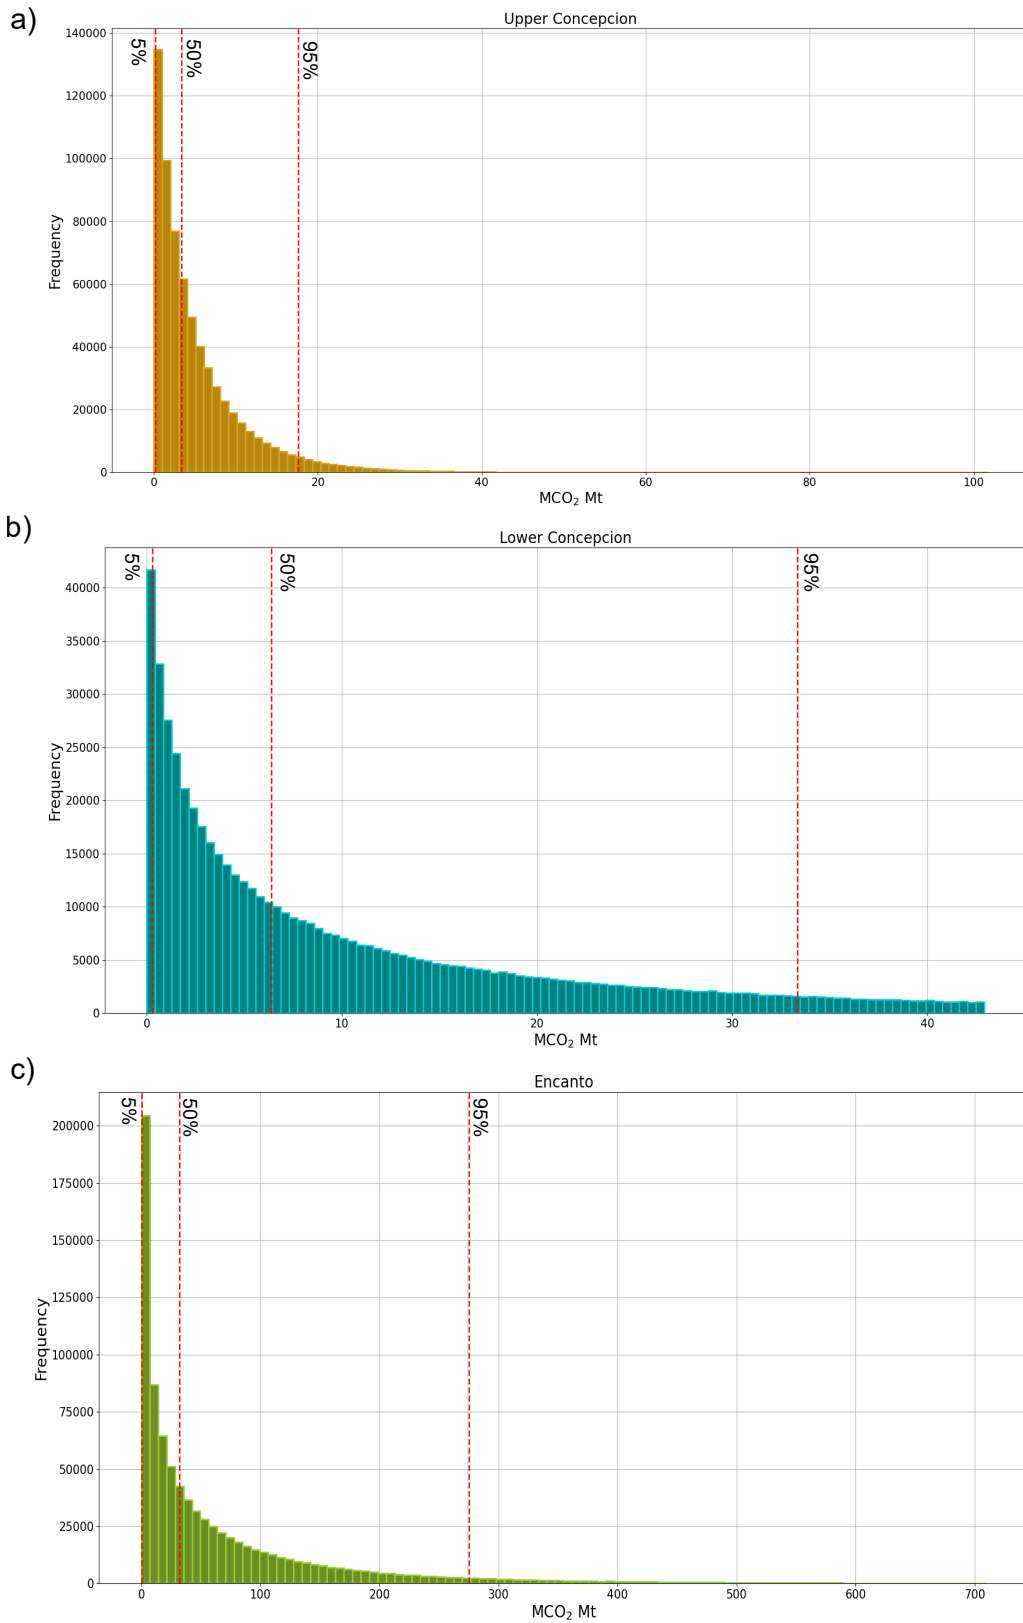 a)
Upper Concepcion
5%
50%
95%
140000
120000
100000
80000
60000
40000
20000
0
Frequency
0 20 40 60 80 100
MCO₂ Mt
b)
Lower Concepcion
5%
50%
95%
40000
35000
30000
25000
20000
15000
10000
5000
0
Frequency
0 10 20 30 40
MCO₂ Mt
c)
Encanto
5%
50%
95%
200000
175000
150000
125000
100000
75000
50000
25000
0
Frequency
0 100 200 300 400 500 600 700
MCO₂ Mt